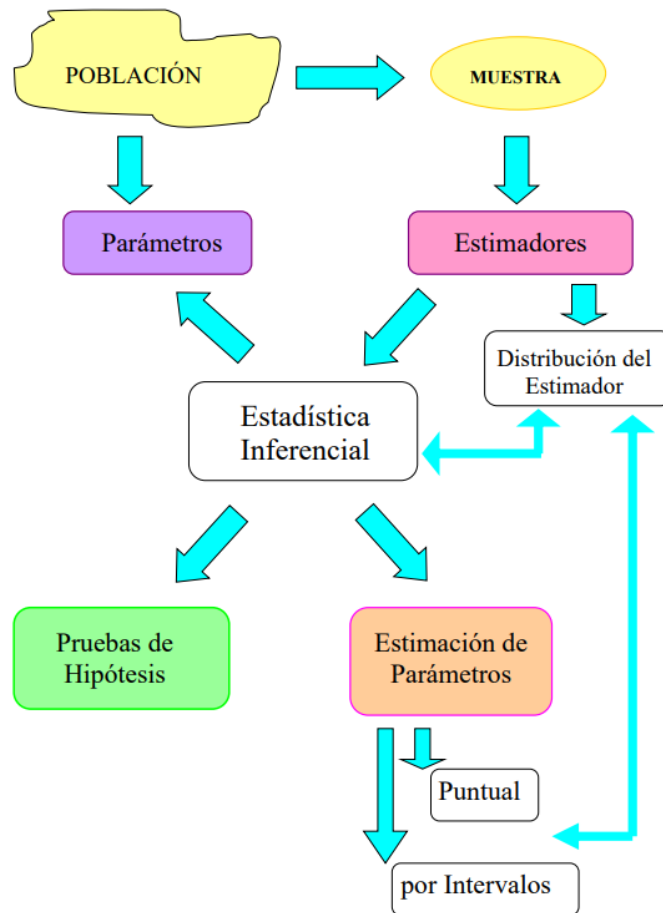 POBLACIÓN
MUESTRA
Parámetros
Estimadores
Distribución del
Estimador
Estadística
Inferencial
Pruebas de
Hipótesis
Estimación de
Parámetros
Puntual
por Intervalos